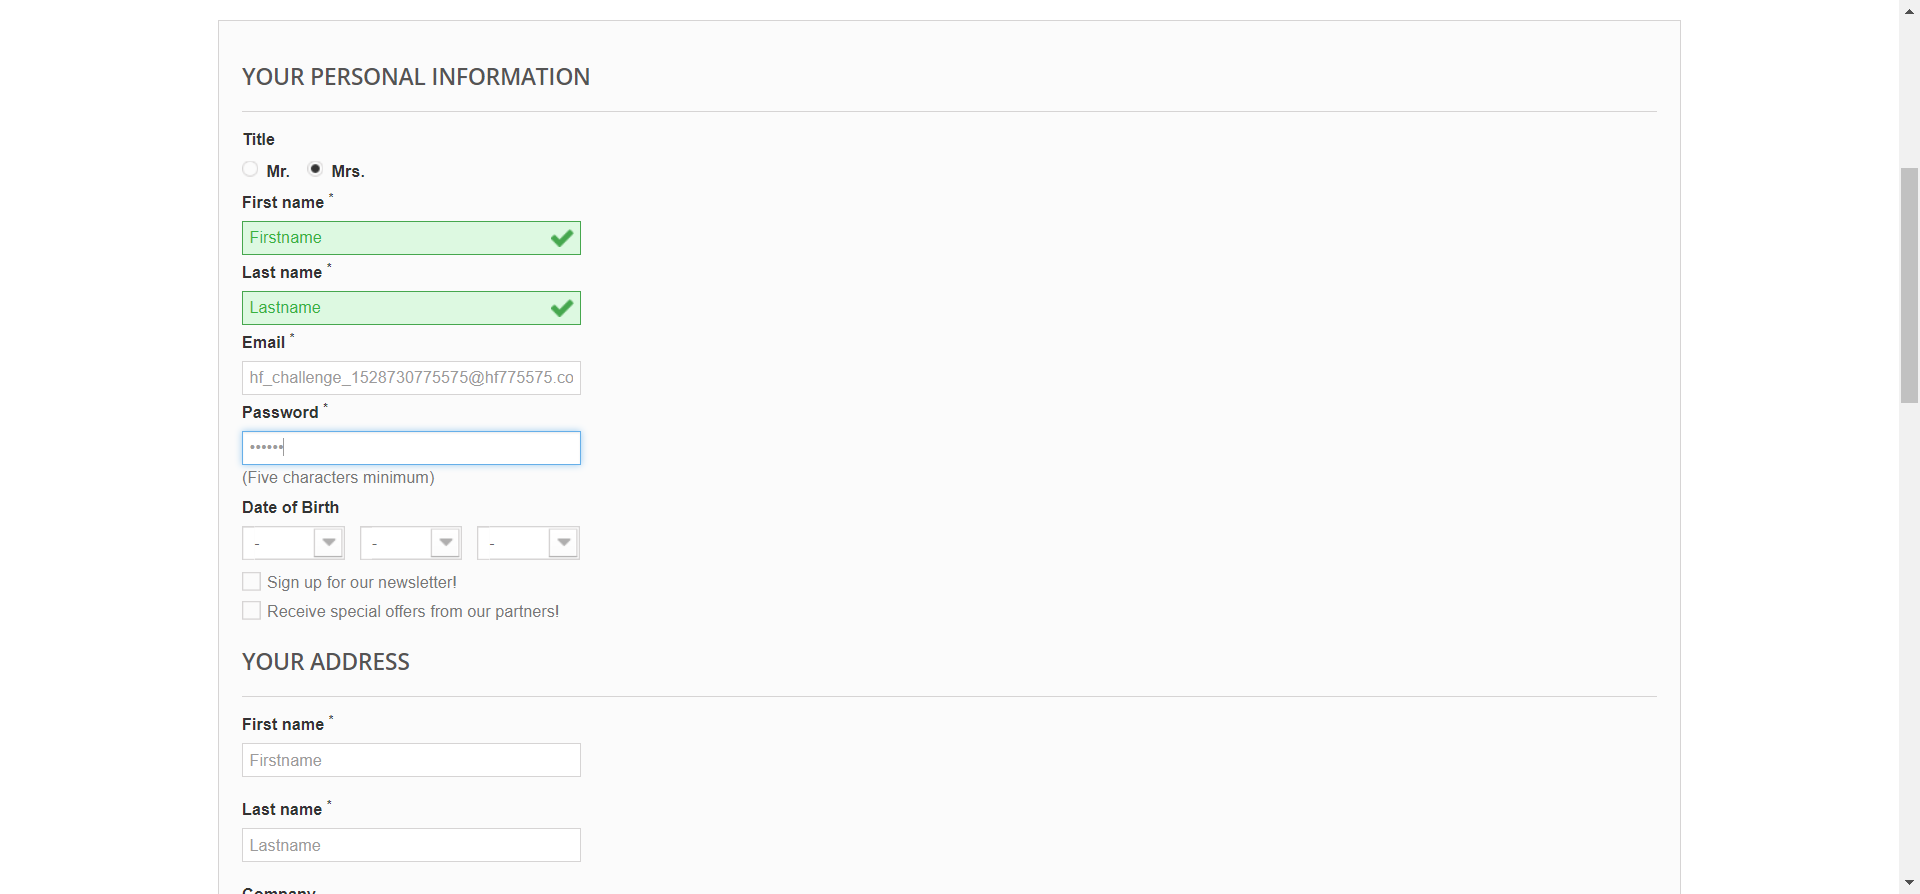 YOUR PERSONAL INFORMATION
Title
Mr. Mrs.
First name *
Firstname
Last name *
Lastname
Email *
hf_challenge_1528730775575@hf775575.co
Password *
••••••
(Five characters minimum)
Date of Birth
- - -
Sign up for our newsletter!
Receive special offers from our partners!
YOUR ADDRESS
First name *
Firstname
Last name *
Lastname
Company